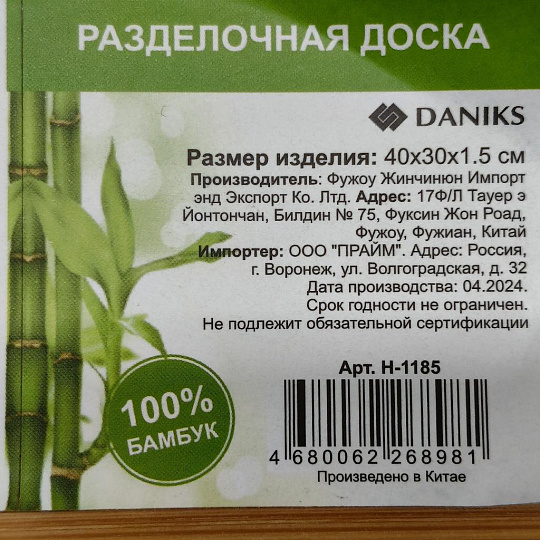 РАЗДЕЛОЧНАЯ ДОСКА
DANIKS
Размер изделия: 40х30х1.5 см
Производитель: Фужоу Жинчинюн Импорт
энд Экспорт Ко. Лтд. Адрес: 17Ф/Л Тауер э
Йонтончан, Билдин № 75, Фуксин Жон Роад,
Фужоу, Фужиан, Китай
Импортер: ООО "ПРАЙМ". Адрес: Россия,
г. Воронеж, ул. Волгоградская, д. 32
Дата производства: 04.2024.
Срок годности не ограничен.
Не подлежит обязательной сертификации
Арт. Н-1185
100%
БАМБУК
4 680062 268981
Произведено в Китае